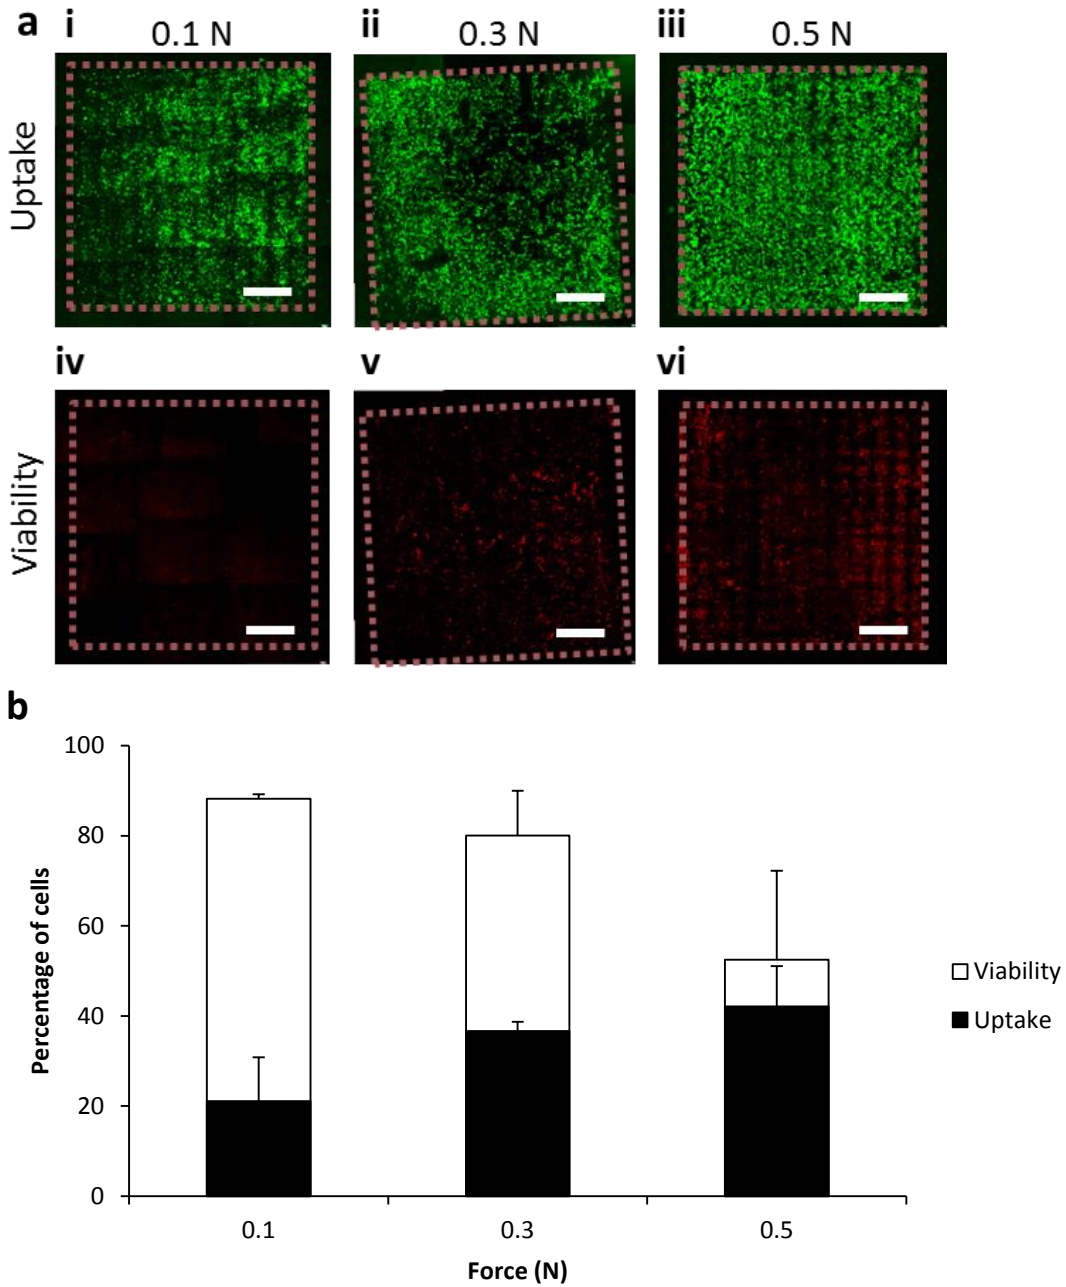 a i ii iii
0.1 N 0.3 N 0.5 N
Uptake
iv v vi
Viability
b
100
80
60
40
20
0
Percentage of cells
0.1 0.3 0.5
Force (N)
Viability
Uptake